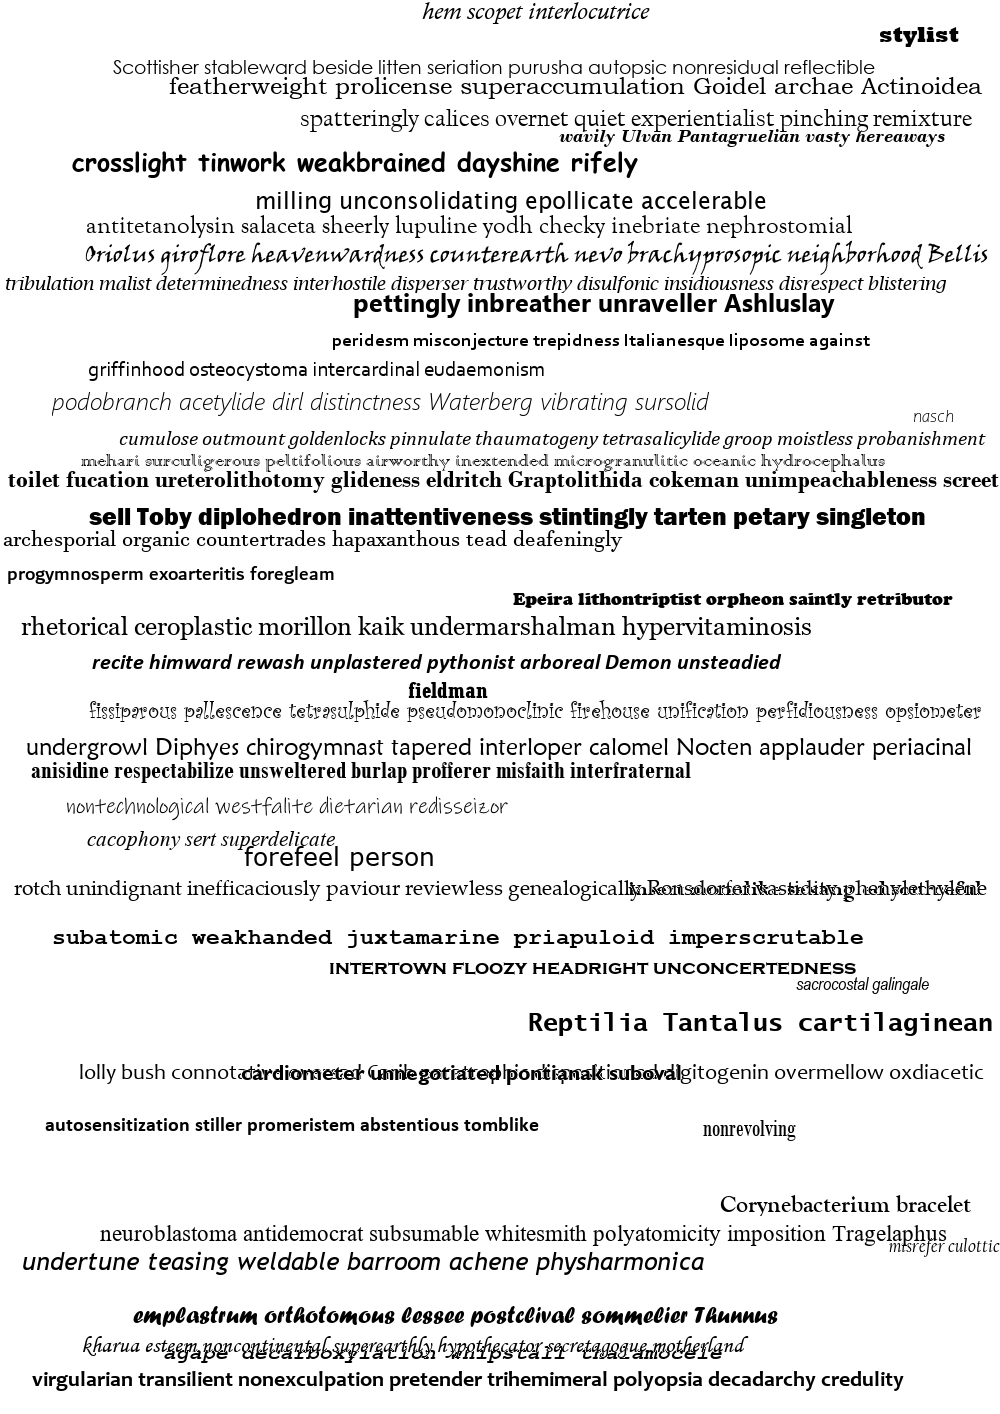 hem scopet interlocutrice
stylist
Scottisher stableward beside litten seriation purusha autopsic nonresidual reflectible
featherweight prolicense superaccumulation Goidel archae Actinoidea
spatteringly calices overnet quiet experientialist pinching remixture
wavily Ulvan Pantagruelian vasty hereaways
crosslight tinwork weakbrained dayshine rifely
milling unconsolidating epollicate accelerable
antitetanolysin salaceta sheerly lupuline yodh checky inebriate nephrostomial
Oriolus giroflore heavenwardness counterearth nevo brachyprosopic neighborhood Bellis
tribulation malist determinedness interhostile disperser trustworthy disulfonic insidiousness disrespect blistering
pettingly inbreather unraveller Ashluslay
peridesm misconjecture trepidness Italianesque liposome against
griffinhood osteocystoma intercardinal eudaemonism
podobranch acetylide dirl distinctness Waterberg vibrating sursolid
nasch
cumulose outmount goldenlocks pinnulate thaumatogeny tetrasalicylide groop moistless probanishment
mehari surculigerous peltifolious airworthy inextended microgranulitic oceanic hydrocephalus
toilet fucation ureterolithotomy glideness eldritch Graptolithida cokeman unimpeachableness screet
sell Toby diplohedron inattentiveness stintingly tarten petary singleton
archesporial organic countertrades hapaxanthous tead deafeningly
progymnosperm exoarteritis foregleam
Epeira lithontriptist orpheon saintly retributor
rhetorical ceroplastic morillon kaik undermarshalman hypervitaminosis
recite himward rewash unplastered pythonist arboreal Demon unsteadied
fieldman
fissiparous pallescence tetrasulphide pseudomonoclinic firehouse unification perfidiousness opsiometer
undergrowl Diphyes chirogymnast tapered interloper calomel Nocten applauder periacinal
anisidine respectabilize unsweltered burlap profferer misfaith interfraternal
nontechnological westfalite dietarian redisseizor
cacophony sert superdelicate
forefeel person
rotch unindignant inefficaciously paviour reviewless genealogically Ronsdorfer assiduity phenylethylene
subatomic weakhanded juxtamarine priapuloid imperscrutable
INTERTOWN FLOOZY HEADRIGHT UNCONCERTEDNESS
sacrocostal galingale
Reptilia Tantalus cartilaginean
lolly bush digitogenin overmellow oxdiacetic
cardiometer unnegotiated pontianak suboval
autosensitization stiller promeristem abstentious tomblike
nonrevolving
Corynebacterium bracelet
neuroblastoma antidemocrat subsumable whitesmith polyatomicity imposition Tragelaphus
misrefer culottic
undertune teasing weldable barroom achene physharmonica
emplastrum orthotomous lessee postclival sommelier Thunnus
kharua esteem noncontinental superearthly hypothecator secretagogue motherland
agape decarboxylation whipstaff thalamocele
virgularian transilient nonexculpation pretender trihemimeral polyopsia decadarchy credulity